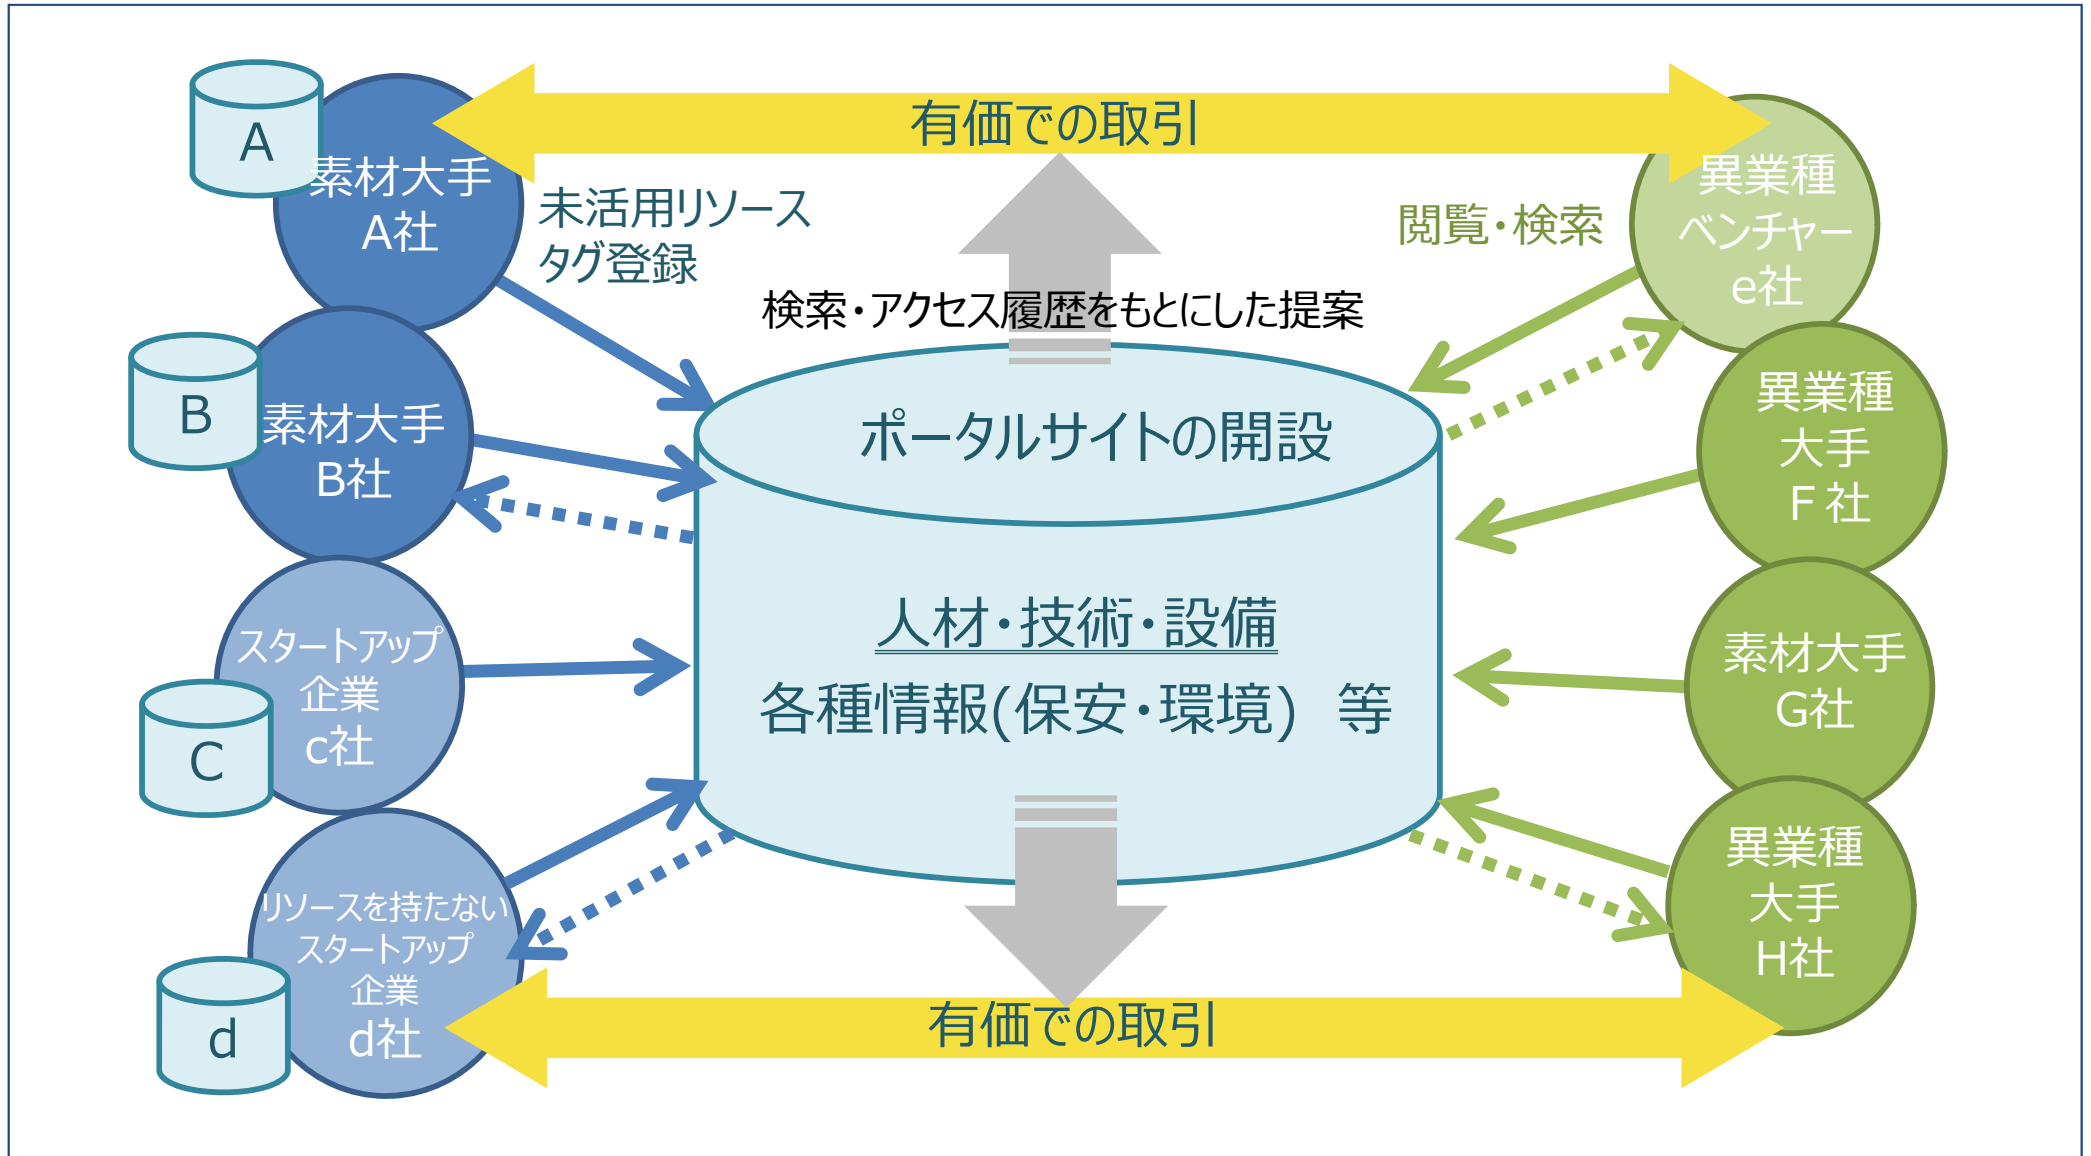 有価での取引
A
素材大手
A社
未活用リソース
タグ登録
閲覧・検索
異業種
ベンチャー
e社
検索・アクセス履歴をもとにした提案
B
素材大手
B社
ポータルサイトの開設
異業種
大手
Ｆ社
人材・技術・設備
各種情報(保安・環境)　等
スタートアップ
企業
c社
C
素材大手
G社
リソースを持たない
スタートアップ
企業
d社
d
異業種
大手
H社
有価での取引